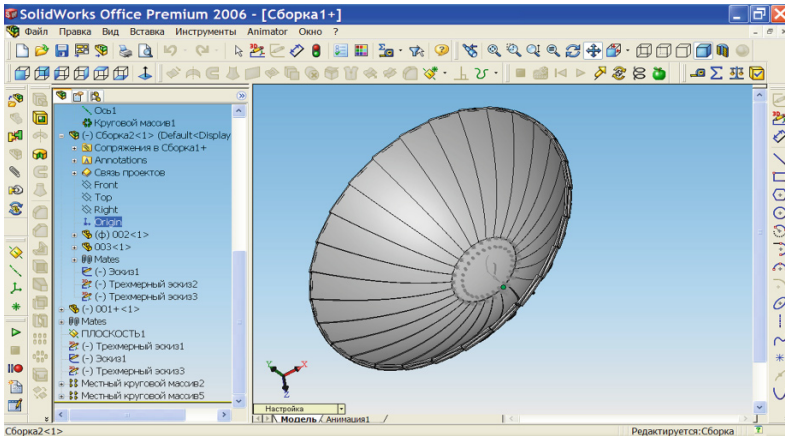 SolidWorks Office Premium 2006 - [Сборка1+]
Файл Правка Вид Вставка Инструменты Animator Окно ?
Ось1
Круговой массив1
(-) Сборка2<1> (Default<Display
Сопряжения в Сборка1+
Annotations
Связь проектов
Front
Top
Right
Origin
(ф) 002<1>
003<1>
Mates
(-) Эскиз1
(-) Трехмерный эскиз2
(-) Трехмерный эскиз3
(-) 001+<1>
Mates
ПЛОСКОСТЬ1
(-) Трехмерный эскиз1
(-) Эскиз1
(-) Трехмерный эскиз3
Местный круговой массив2
Местный круговой массив5
Y X
Z
Настройка
Модель Анимация1
Сборка2<1> Редактируется:Сборка